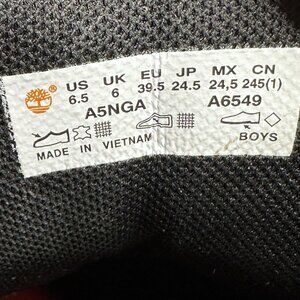 US UK EU JP MX CN
6.5 6 39.5 24.5 24,5 245(1)
A5NGA A6549
BOYS
MADE IN VIETNAM